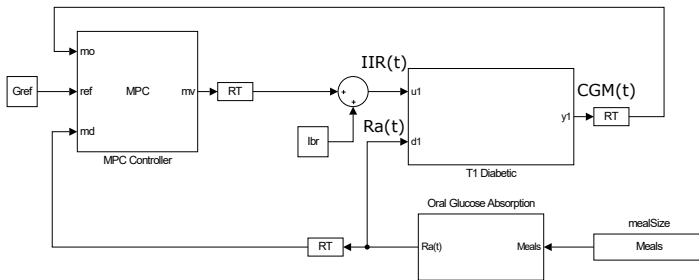 mo
MPC
Gref
ref
mv
RT
md
MPC Controller
+
+
Ibr
IIR(t)
u1
Ra(t)
d1
y1
T1 Diabetic
CGM(t)
RT
Oral Glucose Absorption
mealSize
RT
Ra(t)
Meals
Meals